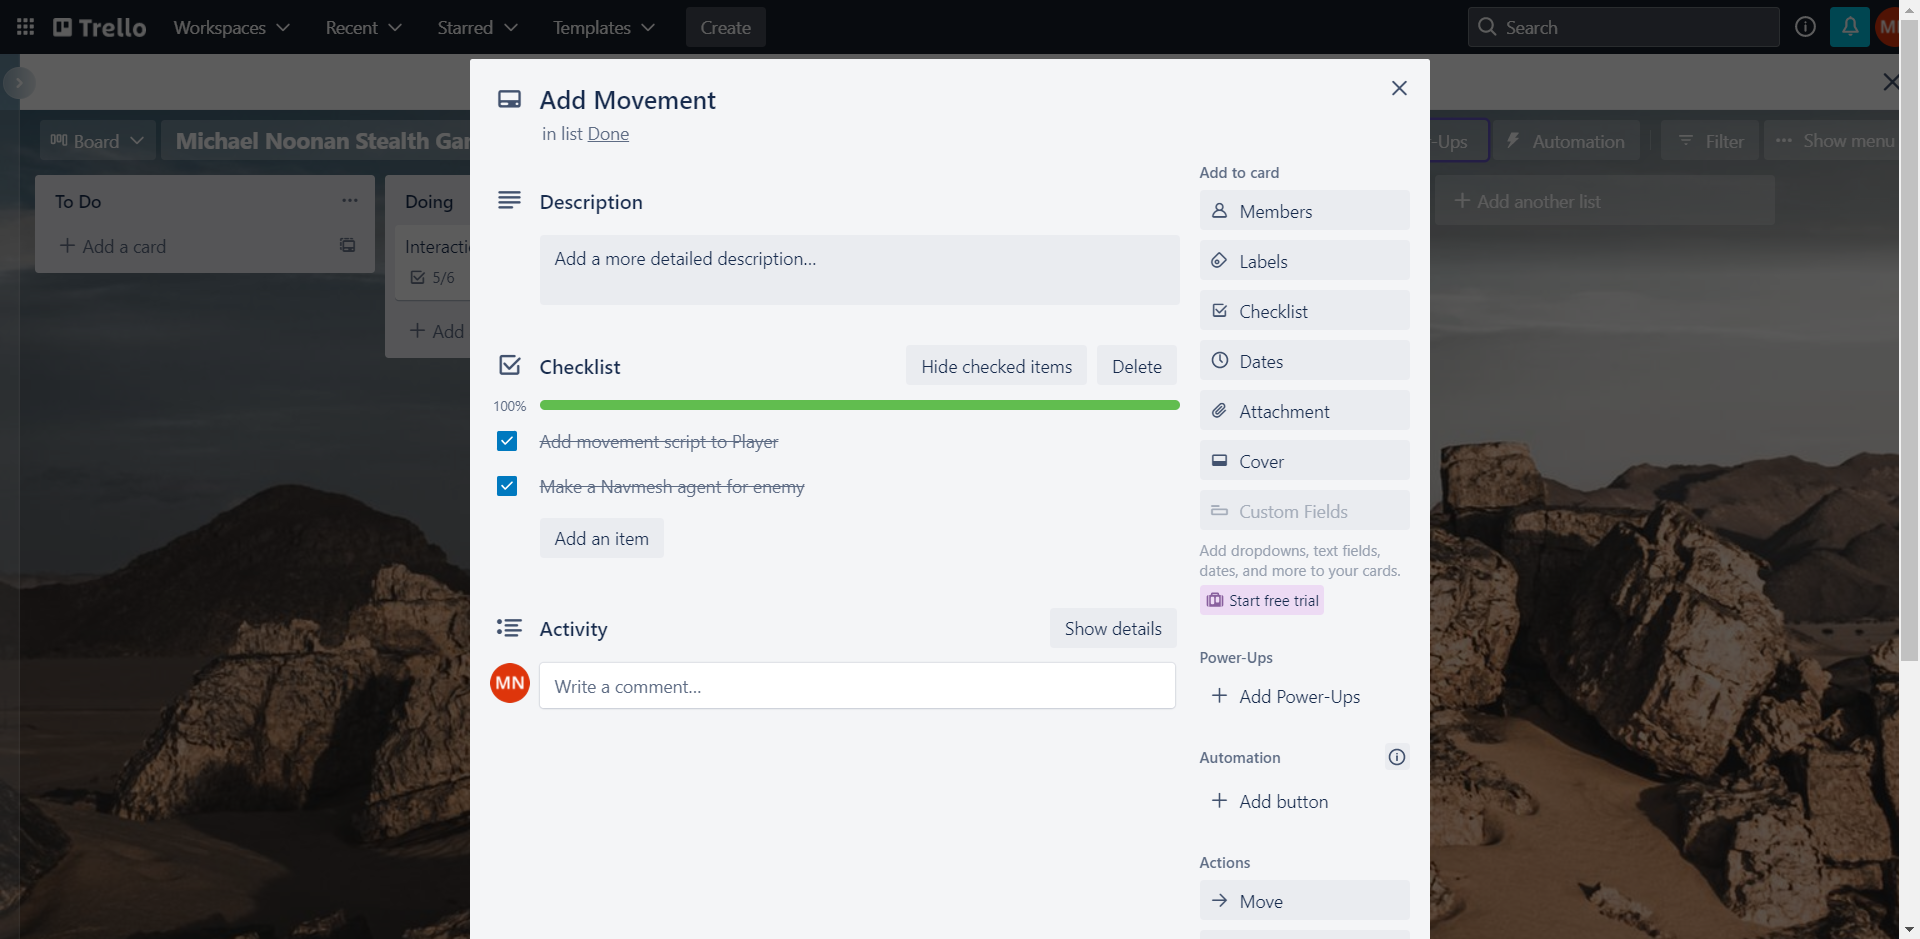 Trello
Workspaces
Recent
Starred
Templates
Create
Search
Board
Michael Noonan Stealth
-Ups
Automation
Filter
Show menu
To Do
Add a card
Doing
5/6
Add
Add another list
Add Movement
in list Done
Description
Add a more detailed description...
Checklist
Hide checked items
Delete
100%
Add movement script to Player
Make a Navmesh agent for enemy
Add an item
Activity
Show details
MN
Write a comment...
Add to card
Members
Labels
Checklist
Dates
Attachment
Cover
Custom Fields
Add dropdowns, text fields,
dates, and more to your cards.
Start free trial
Power-Ups
Add Power-Ups
Automation
Add button
Actions
Move